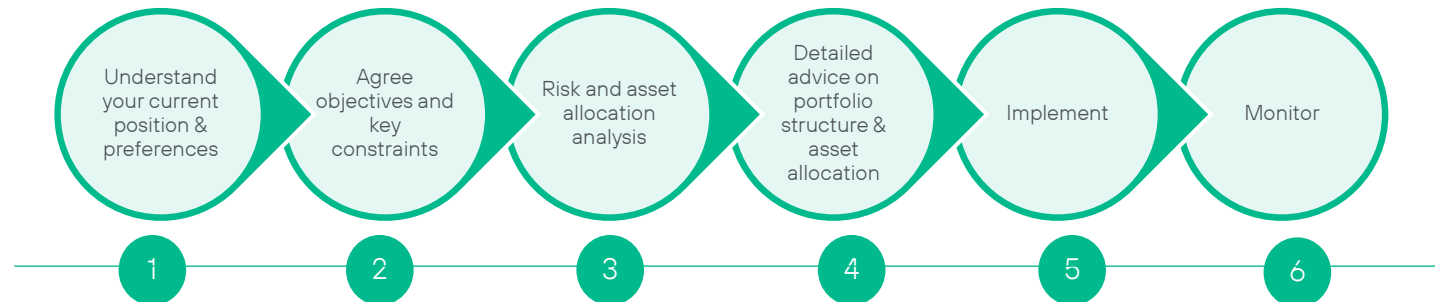 Understand
your current
position &
preferences
Agree
objectives and
key
constraints
Risk and asset
allocation
analysis
Detailed
advice on
portfolio
structure &
asset
allocation
Implement
Monitor
1
2
3
4
5
6